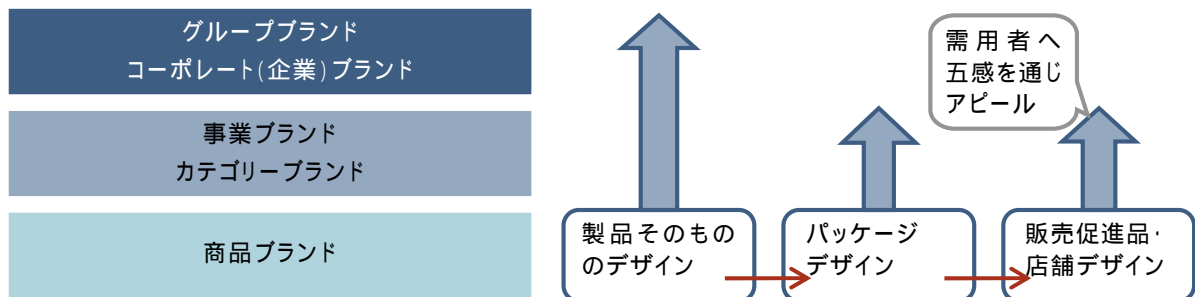 グループブランド
コーポレート(企業)ブランド
事業ブランド
カテゴリーブランド
商品ブランド
需用者へ
五感を通じ
アピール
製品そのもの
のデザイン
パッケージ
デザイン
販売促進品・
店舗デザイン